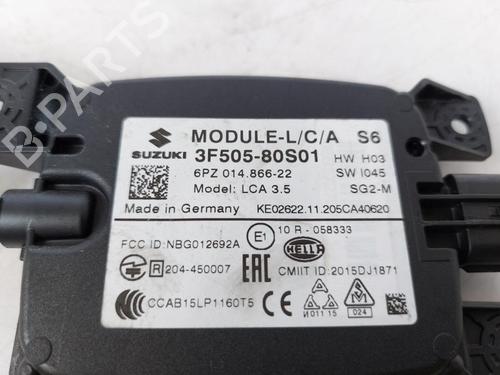 B-PARTS
MODULE-L/C/A S6
SUZUKI 3F505-80S01 HW H03
6PZ 014.866-22 SW I045
Model: LCA 3.5 SG2-M
Made in Germany KE02622.11.205CA40620
FCC ID: NBG012692A E1 10 R - 058333
HELLA
R 204-450007 EAC CMIIT ID: 2015DJ1871
CCAB15LP1160T5 И011 15 024